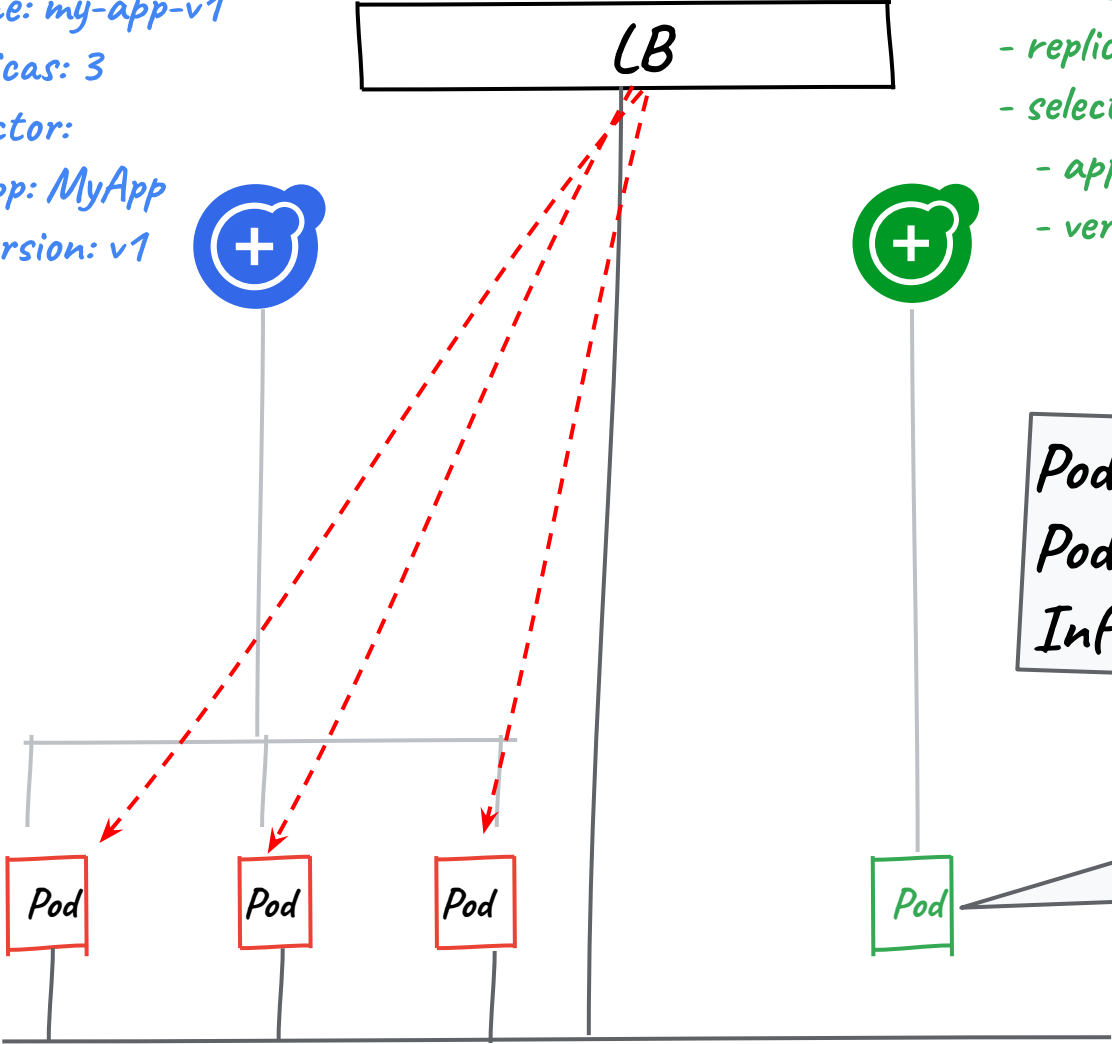 e: my-app-v1
cas: 3
ctor:
pp: MyApp
rsion: v1
LB
- replic
- select
- app
- ver
Pod
Pod
Inf
Pod
Pod
Pod
Pod